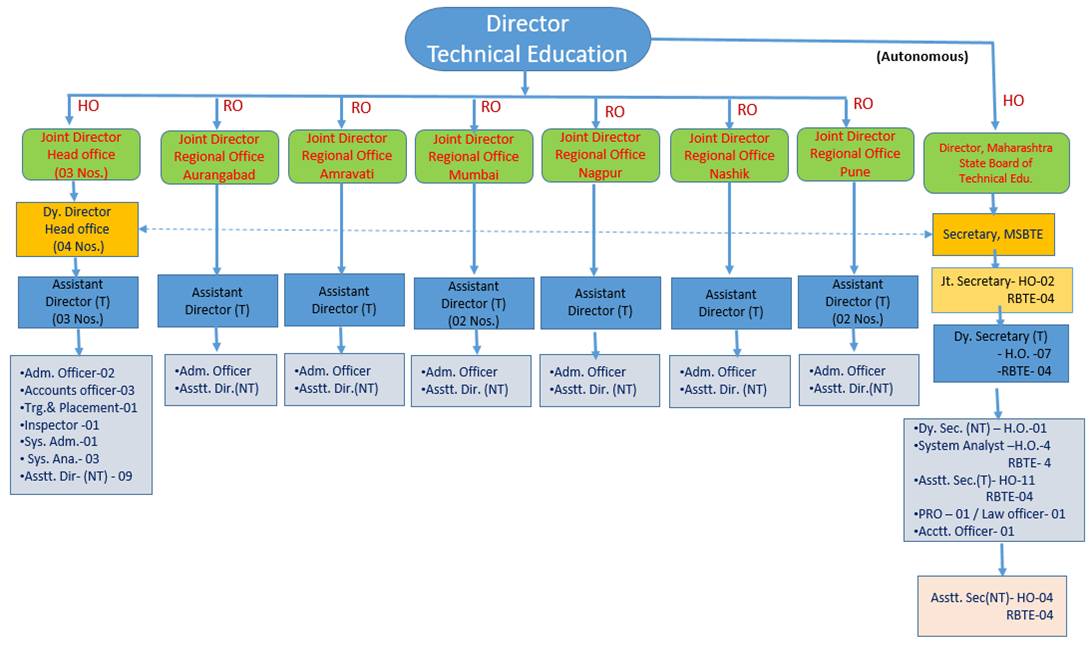 Director
Technical Education
(Autonomous)
HO
RO
RO
RO
RO
RO
RO
HO
Joint Director
Head office
(03 Nos.)
Joint Director
Regional Office
Aurangabad
Joint Director
Regional Office
Amravati
Joint Director
Regional Office
Mumbai
Joint Director
Regional Office
Nagpur
Joint Director
Regional Office
Nashik
Joint Director
Regional Office
Pune
Director, Maharashtra
State Board of
Technical Edu.
Dy. Director
Head office
(04 Nos.)
Secretary, MSBTE
Jt. Secretary- HO-02
RBTE-04
Assistant
Director (T)
(03 Nos.)
Assistant
Director (T)
Assistant
Director (T)
Assistant
Director (T)
(02 Nos.)
Assistant
Director (T)
Assistant
Director (T)
Assistant
Director (T)
(02 Nos.)
Dy. Secretary (T)
- H.O. -07
-RBTE- 04
•Adm. Officer-02
•Accounts officer-03
•Trg.& Placement-01
•Inspector -01
•Sys. Adm.-01
• Sys. Ana.- 03
•Asstt. Dir- (NT) - 09
•Adm. Officer
•Asstt. Dir.(NT)
•Adm. Officer
•Asstt. Dir.(NT)
•Adm. Officer
•Asstt. Dir. (NT)
•Adm. Officer
•Asstt. Dir. (NT)
•Adm. Officer
•Asstt. Dir. (NT)
•Adm. Officer
•Asstt. Dir.(NT)
•Dy. Sec. (NT) – H.O.-01
•System Analyst –H.O.-4
RBTE- 4
•Asstt. Sec.(T)- HO-11
RBTE-04
•PRO – 01 / Law officer- 01
•Acctt. Officer- 01
Asstt. Sec(NT)- HO-04
RBTE-04